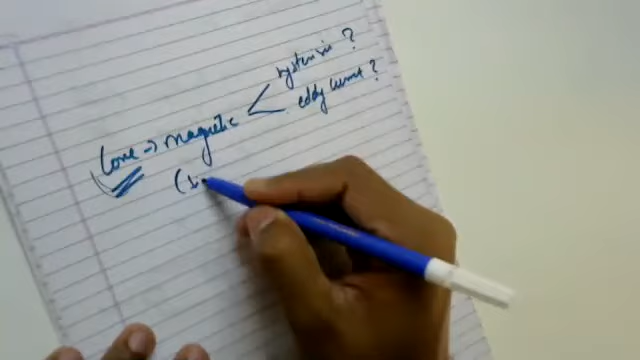 hysteresis ?
eddy current ?
Core → magnetic
(